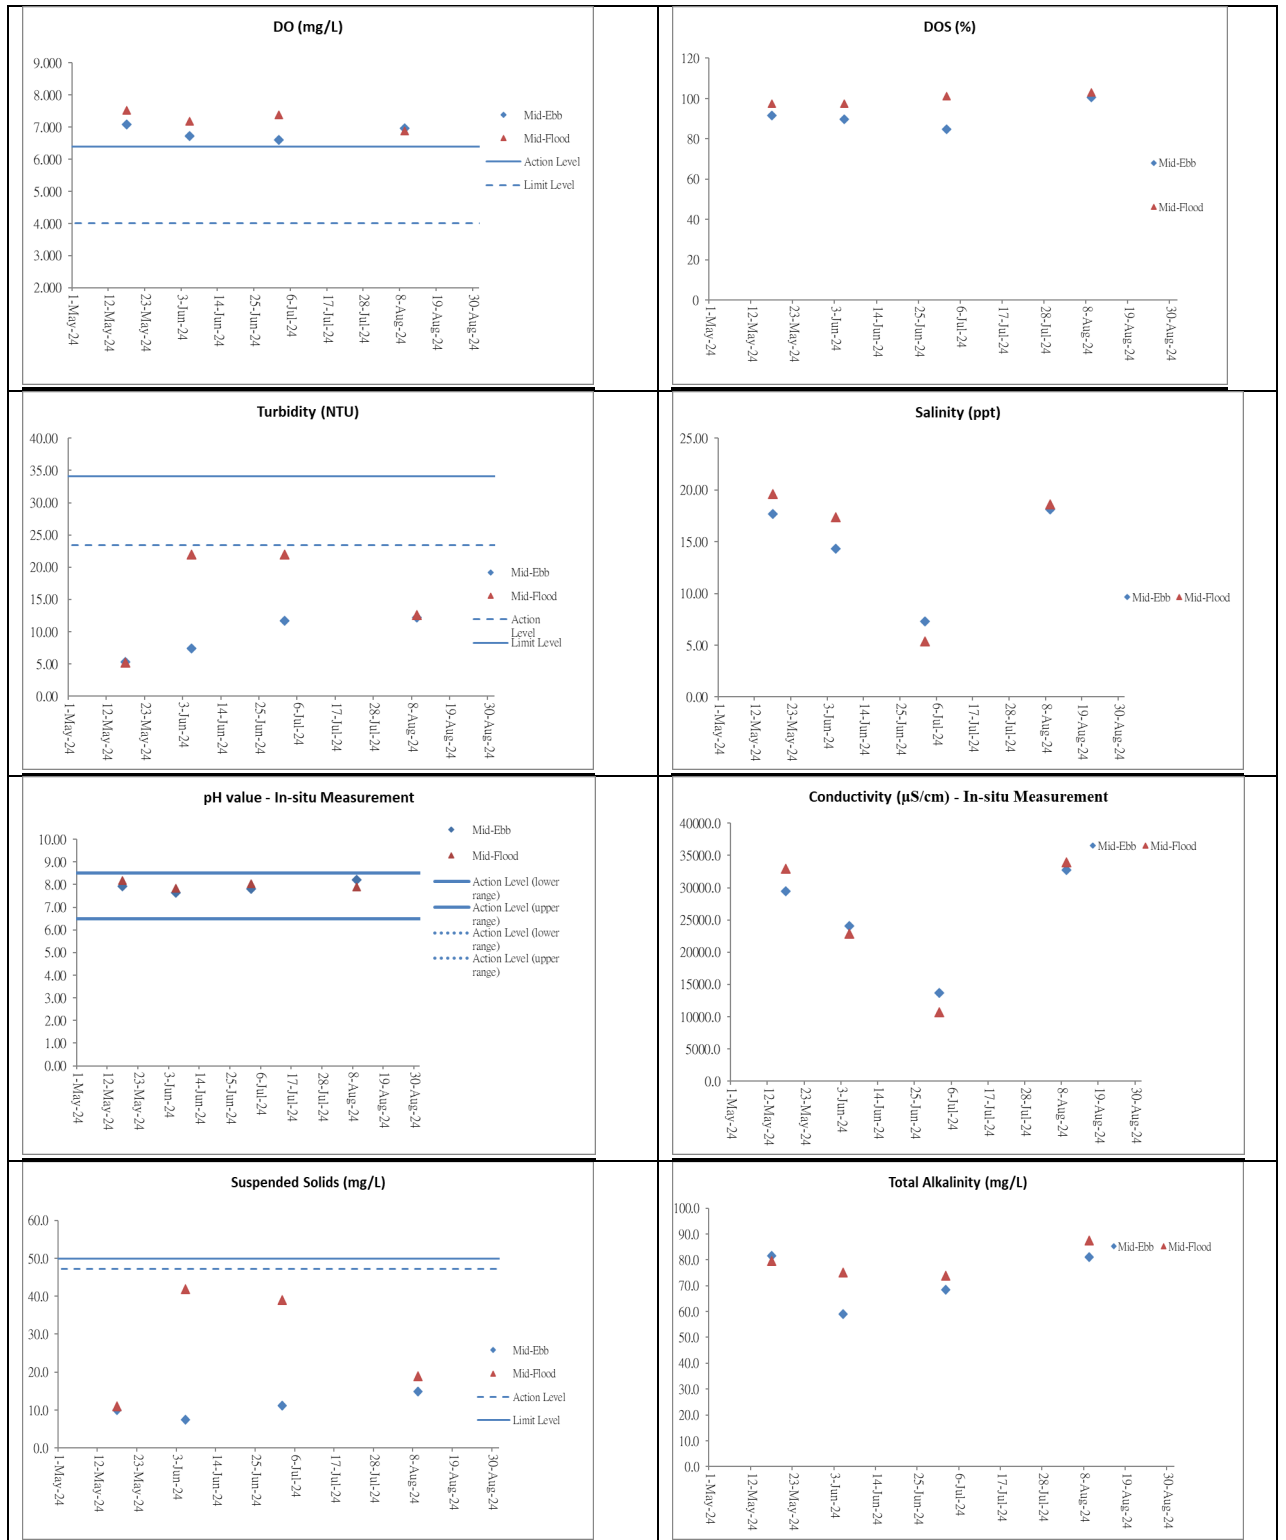 DO (mg/L)
9.000
8.000
7.000
6.000
5.000
4.000
3.000
2.000
1-May-24
12-May-24
23-May-24
3-Jun-24
14-Jun-24
25-Jun-24
6-Jul-24
17-Jul-24
28-Jul-24
8-Aug-24
19-Aug-24
30-Aug-24
Mid-Ebb
Mid-Flood
Action Level
Limit Level
DOS (%)
120
100
80
60
40
20
0
1-May-24
12-May-24
23-May-24
3-Jun-24
14-Jun-24
25-Jun-24
6-Jul-24
17-Jul-24
28-Jul-24
8-Aug-24
19-Aug-24
30-Aug-24
Mid-Ebb
Mid-Flood
Turbidity (NTU)
40.00
35.00
30.00
25.00
20.00
15.00
10.00
5.00
0.00
1-May-24
12-May-24
23-May-24
3-Jun-24
14-Jun-24
25-Jun-24
6-Jul-24
17-Jul-24
28-Jul-24
8-Aug-24
19-Aug-24
30-Aug-24
Mid-Ebb
Mid-Flood
Action
Level
Limit Level
Salinity (ppt)
25.00
20.00
15.00
10.00
5.00
0.00
1-May-24
12-May-24
23-May-24
3-Jun-24
14-Jun-24
25-Jun-24
6-Jul-24
17-Jul-24
28-Jul-24
8-Aug-24
19-Aug-24
30-Aug-24
Mid-Ebb Mid-Flood
pH value - In-situ Measurement
10.00
9.00
8.00
7.00
6.00
5.00
4.00
3.00
2.00
1.00
0.00
1-May-24
12-May-24
23-May-24
3-Jun-24
14-Jun-24
25-Jun-24
6-Jul-24
17-Jul-24
28-Jul-24
8-Aug-24
19-Aug-24
30-Aug-24
Mid-Ebb
Mid-Flood
Action Level (lower
range)
Action Level (upper
range)
Action Level (lower
range)
Action Level (upper
range)
Conductivity (µS/cm) - In-situ Measurement
40000.0
35000.0
30000.0
25000.0
20000.0
15000.0
10000.0
5000.0
0.0
1-May-24
12-May-24
23-May-24
3-Jun-24
14-Jun-24
25-Jun-24
6-Jul-24
17-Jul-24
28-Jul-24
8-Aug-24
19-Aug-24
30-Aug-24
Mid-Ebb Mid-Flood
Suspended Solids (mg/L)
60.0
50.0
40.0
30.0
20.0
10.0
0.0
1-May-24
12-May-24
23-May-24
3-Jun-24
14-Jun-24
25-Jun-24
6-Jul-24
17-Jul-24
28-Jul-24
8-Aug-24
19-Aug-24
30-Aug-24
Mid-Ebb
Mid-Flood
Action Level
Limit Level
Total Alkalinity (mg/L)
100.0
90.0
80.0
70.0
60.0
50.0
40.0
30.0
20.0
10.0
0.0
1-May-24
12-May-24
23-May-24
3-Jun-24
14-Jun-24
25-Jun-24
6-Jul-24
17-Jul-24
28-Jul-24
8-Aug-24
19-Aug-24
30-Aug-24
Mid-Ebb Mid-Flood